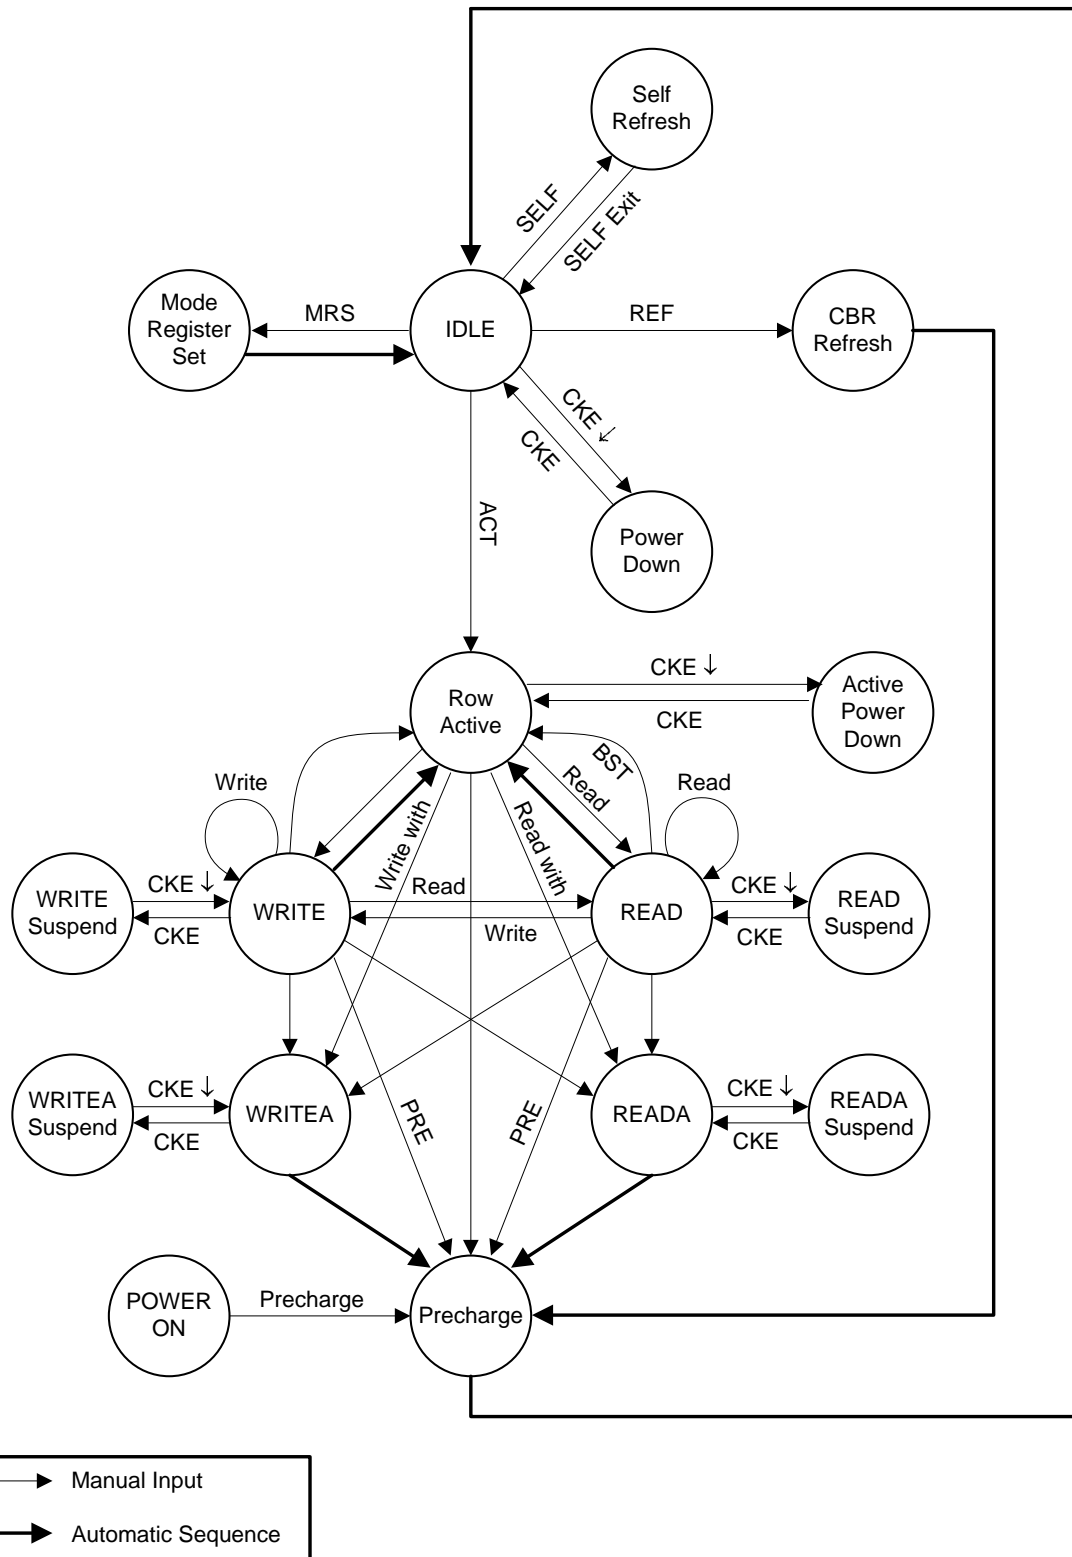 Self
Refresh
SELF
SELF Exit
Mode
Register
Set
MRS
IDLE
REF
CBR
Refresh
CKE ↓
CKE
ACT
Power
Down
Row
Active
CKE ↓
CKE
Active
Power
Down
BST
Read
Write
Read
Write with
Read with
WRITE
Suspend
CKE ↓
CKE
WRITE
Read
Write
READ
CKE ↓
CKE
READ
Suspend
WRITEA
Suspend
CKE ↓
CKE
WRITEA
PRE
PRE
READA
CKE ↓
CKE
READA
Suspend
POWER
ON
Precharge
Precharge
Manual Input
Automatic Sequence